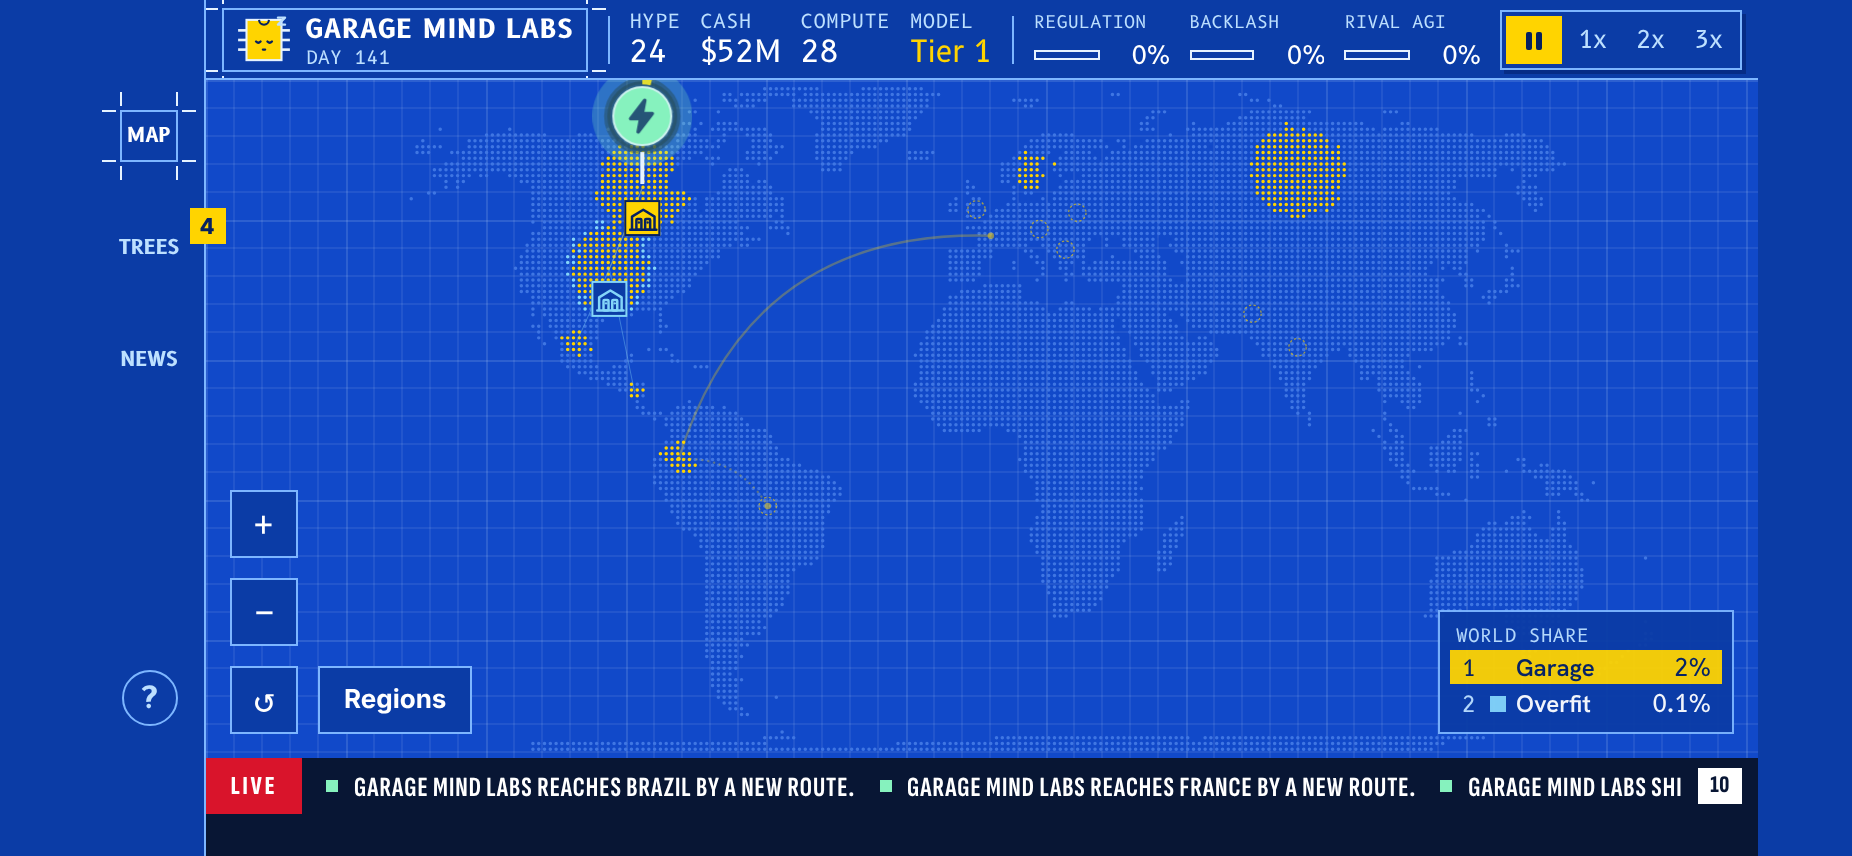 GARAGE MIND LABS
DAY 141
HYPE
24
CASH
$52M
COMPUTE
28
MODEL
Tier 1
REGULATION
0%
BACKLASH
0%
RIVAL AGI
0%
1x 2x 3x
MAP
4
TREES
NEWS
+
−
?
↺
Regions
WORLD SHARE
1 Garage 2%
2 Overfit 0.1%
LIVE
GARAGE MIND LABS REACHES BRAZIL BY A NEW ROUTE. GARAGE MIND LABS REACHES FRANCE BY A NEW ROUTE. GARAGE MIND LABS SHI
10